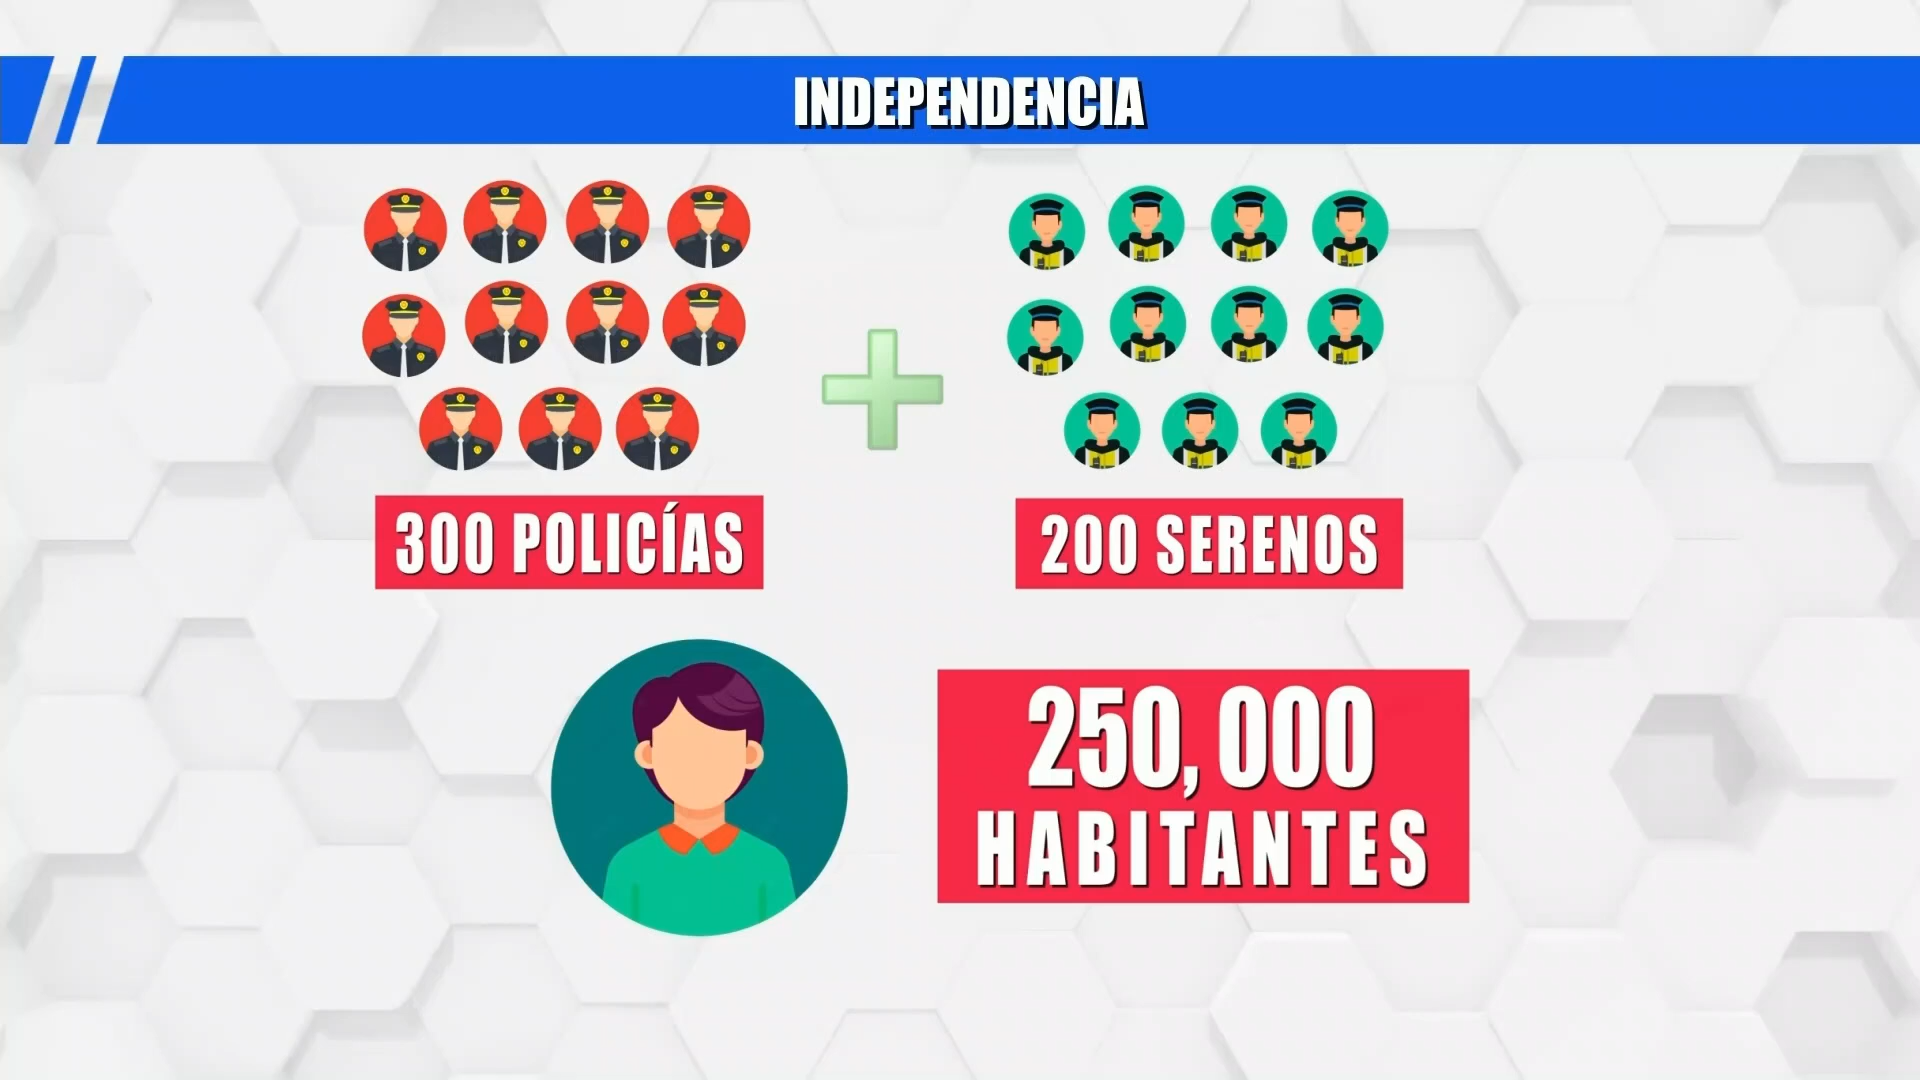 INDEPENDENCIA
300 POLICÍAS
200 SERENOS
250,000
HABITANTES